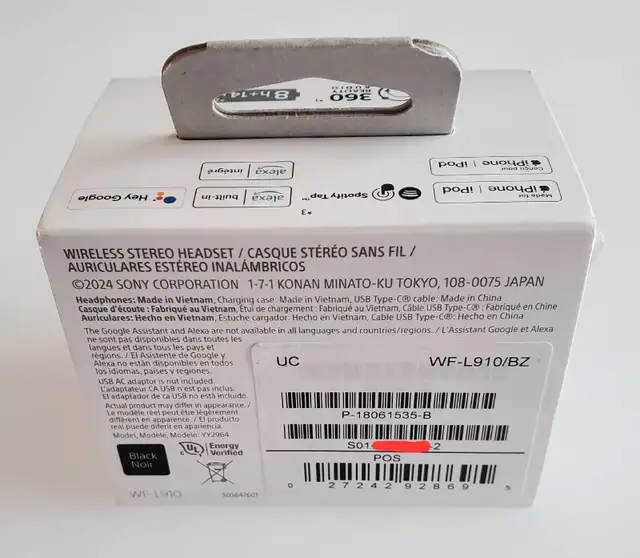 360
REALITY
AUDIO
8h+14
alexa
intégré
Conçu pour
iPhone | iPod
Hey Google
alexa
built-in
*3
Spotify Tap™
Made for
iPhone | iPod
WIRELESS STEREO HEADSET / CASQUE STÉRÉO SANS FIL /
AURICULARES ESTÉREO INALÁMBRICOS
©2024 SONY CORPORATION 1-7-1 KONAN MINATO-KU TOKYO, 108-0075 JAPAN
Headphones: Made in Vietnam, Charging case: Made in Vietnam, USB Type-C® cable: Made in China
Casque d'écoute : Fabriqué au Vietnam, Étui de chargement : Fabriqué au Vietnam, Câble USB Type-C® : Fabriqué en Chine
Auriculares: Hecho en Vietnam, Estuche cargador: Hecho en Vietnam, Cable USB Type-C®: Hecho en China
The Google Assistant and Alexa are not available in all languages and countries/regions. / L'Assistant Google et Alexa
ne sont pas disponibles dans toutes les
langues et dans tous les pays et
régions. / El Asistente de Google y
Alexa no están disponibles en todos
los idiomas, países y regiones.
USB AC adaptor is not included.
L'adaptateur CA USB n'est pas inclus.
El adaptador de ca USB no está incluido.
Actual product may differ in appearance. /
Le modèle réel peut être légèrement
différent en apparence. / El producto
real puede diferir en apariencia.
Model, Modèle, Modelo: YY2964
Black
Noir
UL
Energy
Verified
WF-L910
505647601
UC WF-L910/BZ
P-18061535-B
S01- -2
POS
0 27242 92869 5